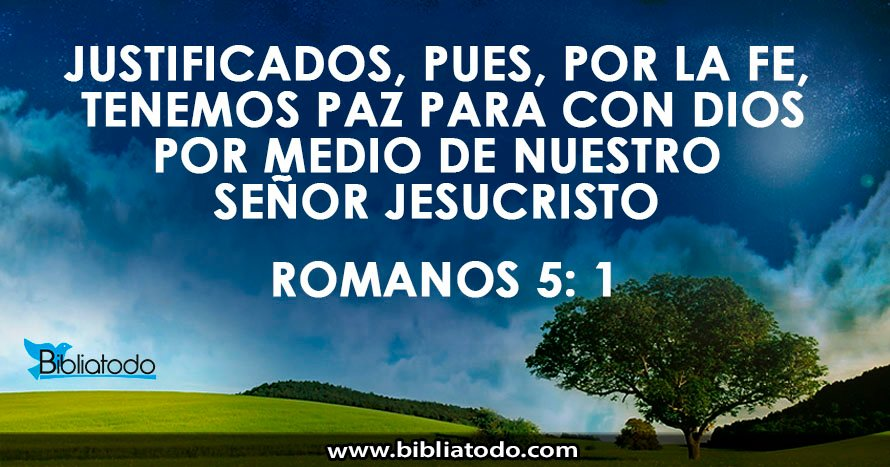 JUSTIFICADOS, PUES, POR LA FE,
TENEMOS PAZ PARA CON DIOS
POR MEDIO DE NUESTRO
SEÑOR JESUCRISTO
ROMANOS 5: 1
Bibliatodo
www.bibliatodo.com